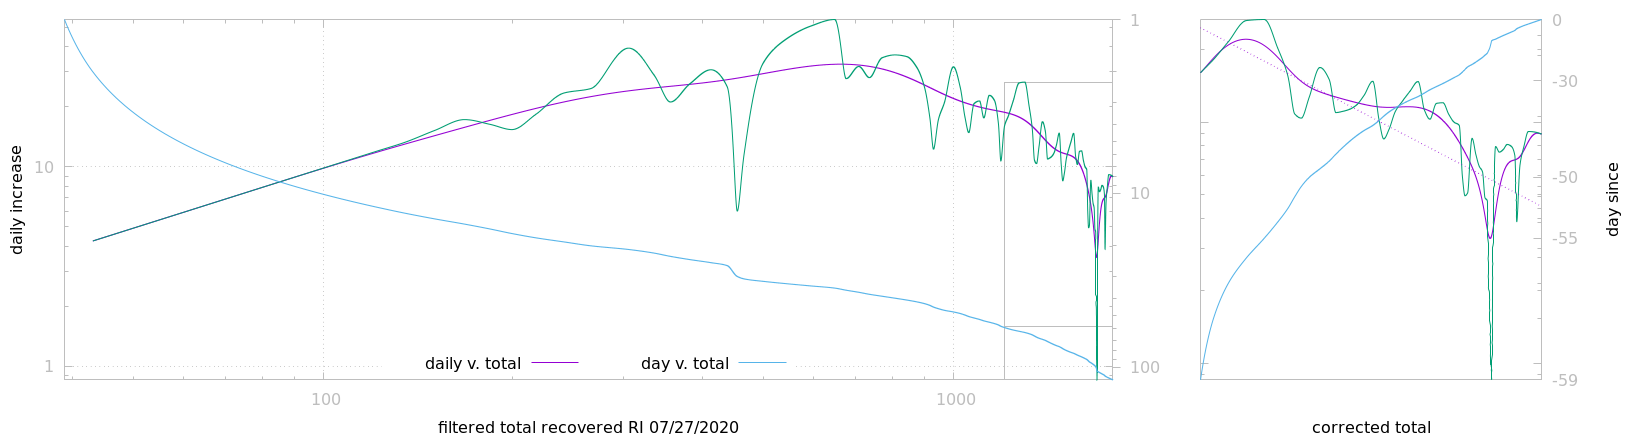 daily increase
10
1
100
1000
1
10
100
daily v. total
day v. total
filtered total recovered RI 07/27/2020
0
-30
-50
-55
-59
day since
corrected total